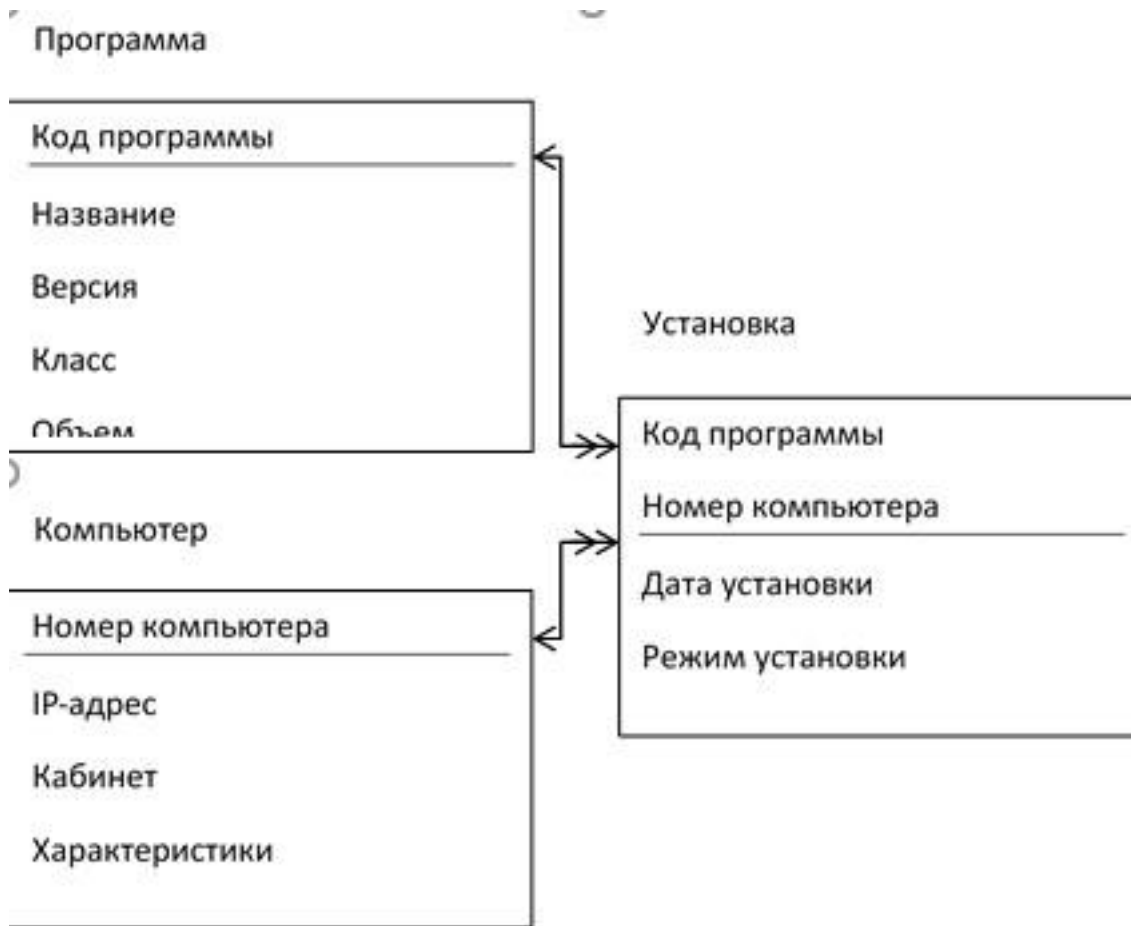 Программа
Код программы
Название
Версия
Класс
Объем
Компьютер
Номер компьютера
IP-адрес
Кабинет
Характеристики
Установка
Код программы
Номер компьютера
Дата установки
Режим установки